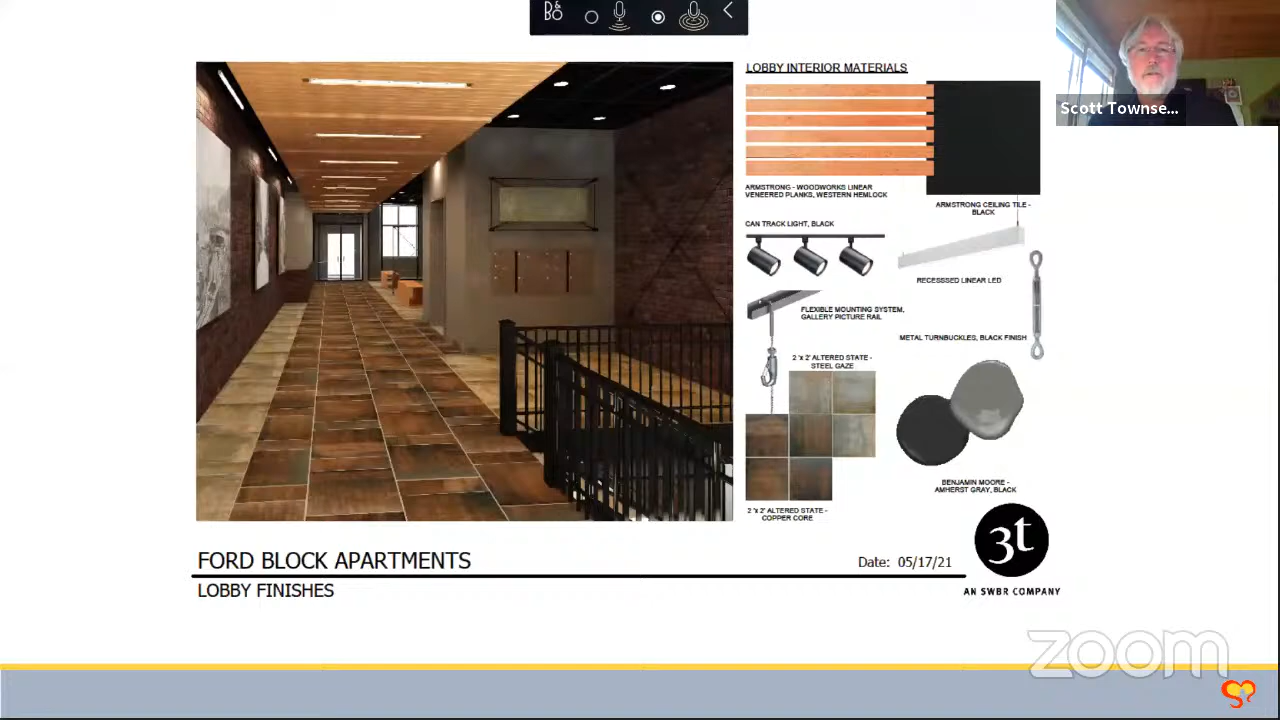 B&O
Scott Townse...
LOBBY INTERIOR MATERIALS
ARMSTRONG - WOODWORKS LINEAR
VENEERED PLANKS, WESTERN HEMLOCK
ARMSTRONG CEILING TILE -
BLACK
CAN TRACK LIGHT, BLACK
RECESSSED LINEAR LED
FLEXIBLE MOUNTING SYSTEM,
GALLERY PICTURE RAIL
METAL TURNBUCKLES, BLACK FINISH
2 'x 2' ALTERED STATE -
STEEL GAZE
BENJAMIN MOORE -
AMHERST GRAY, BLACK
2 'x 2' ALTERED STATE -
COPPER CORE
FORD BLOCK APARTMENTS
Date: 05/17/21
LOBBY FINISHES
3t
AN SWBR COMPANY
zoom